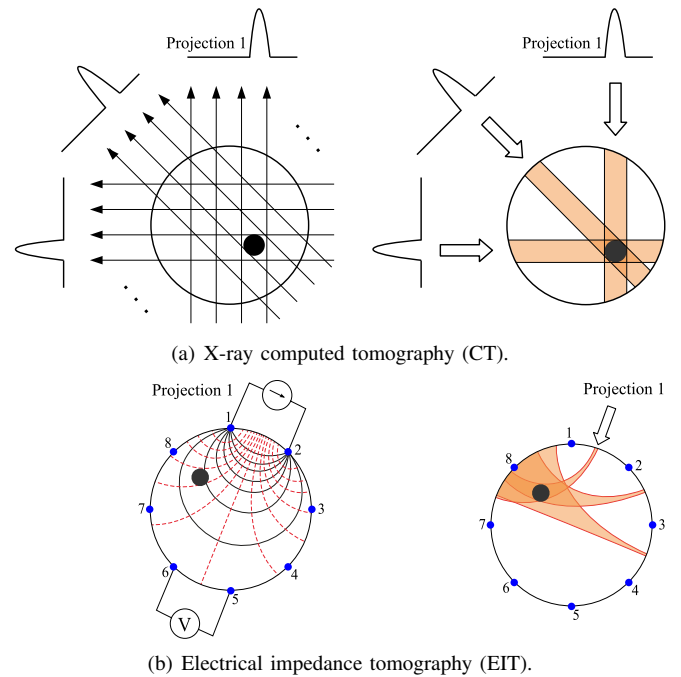 Projection 1
Projection 1
(a) X-ray computed tomography (CT).
Projection 1
Projection 1
1
2
3
4
5
6
7
8
V
1
2
3
4
5
6
7
8
(b) Electrical impedance tomography (EIT).